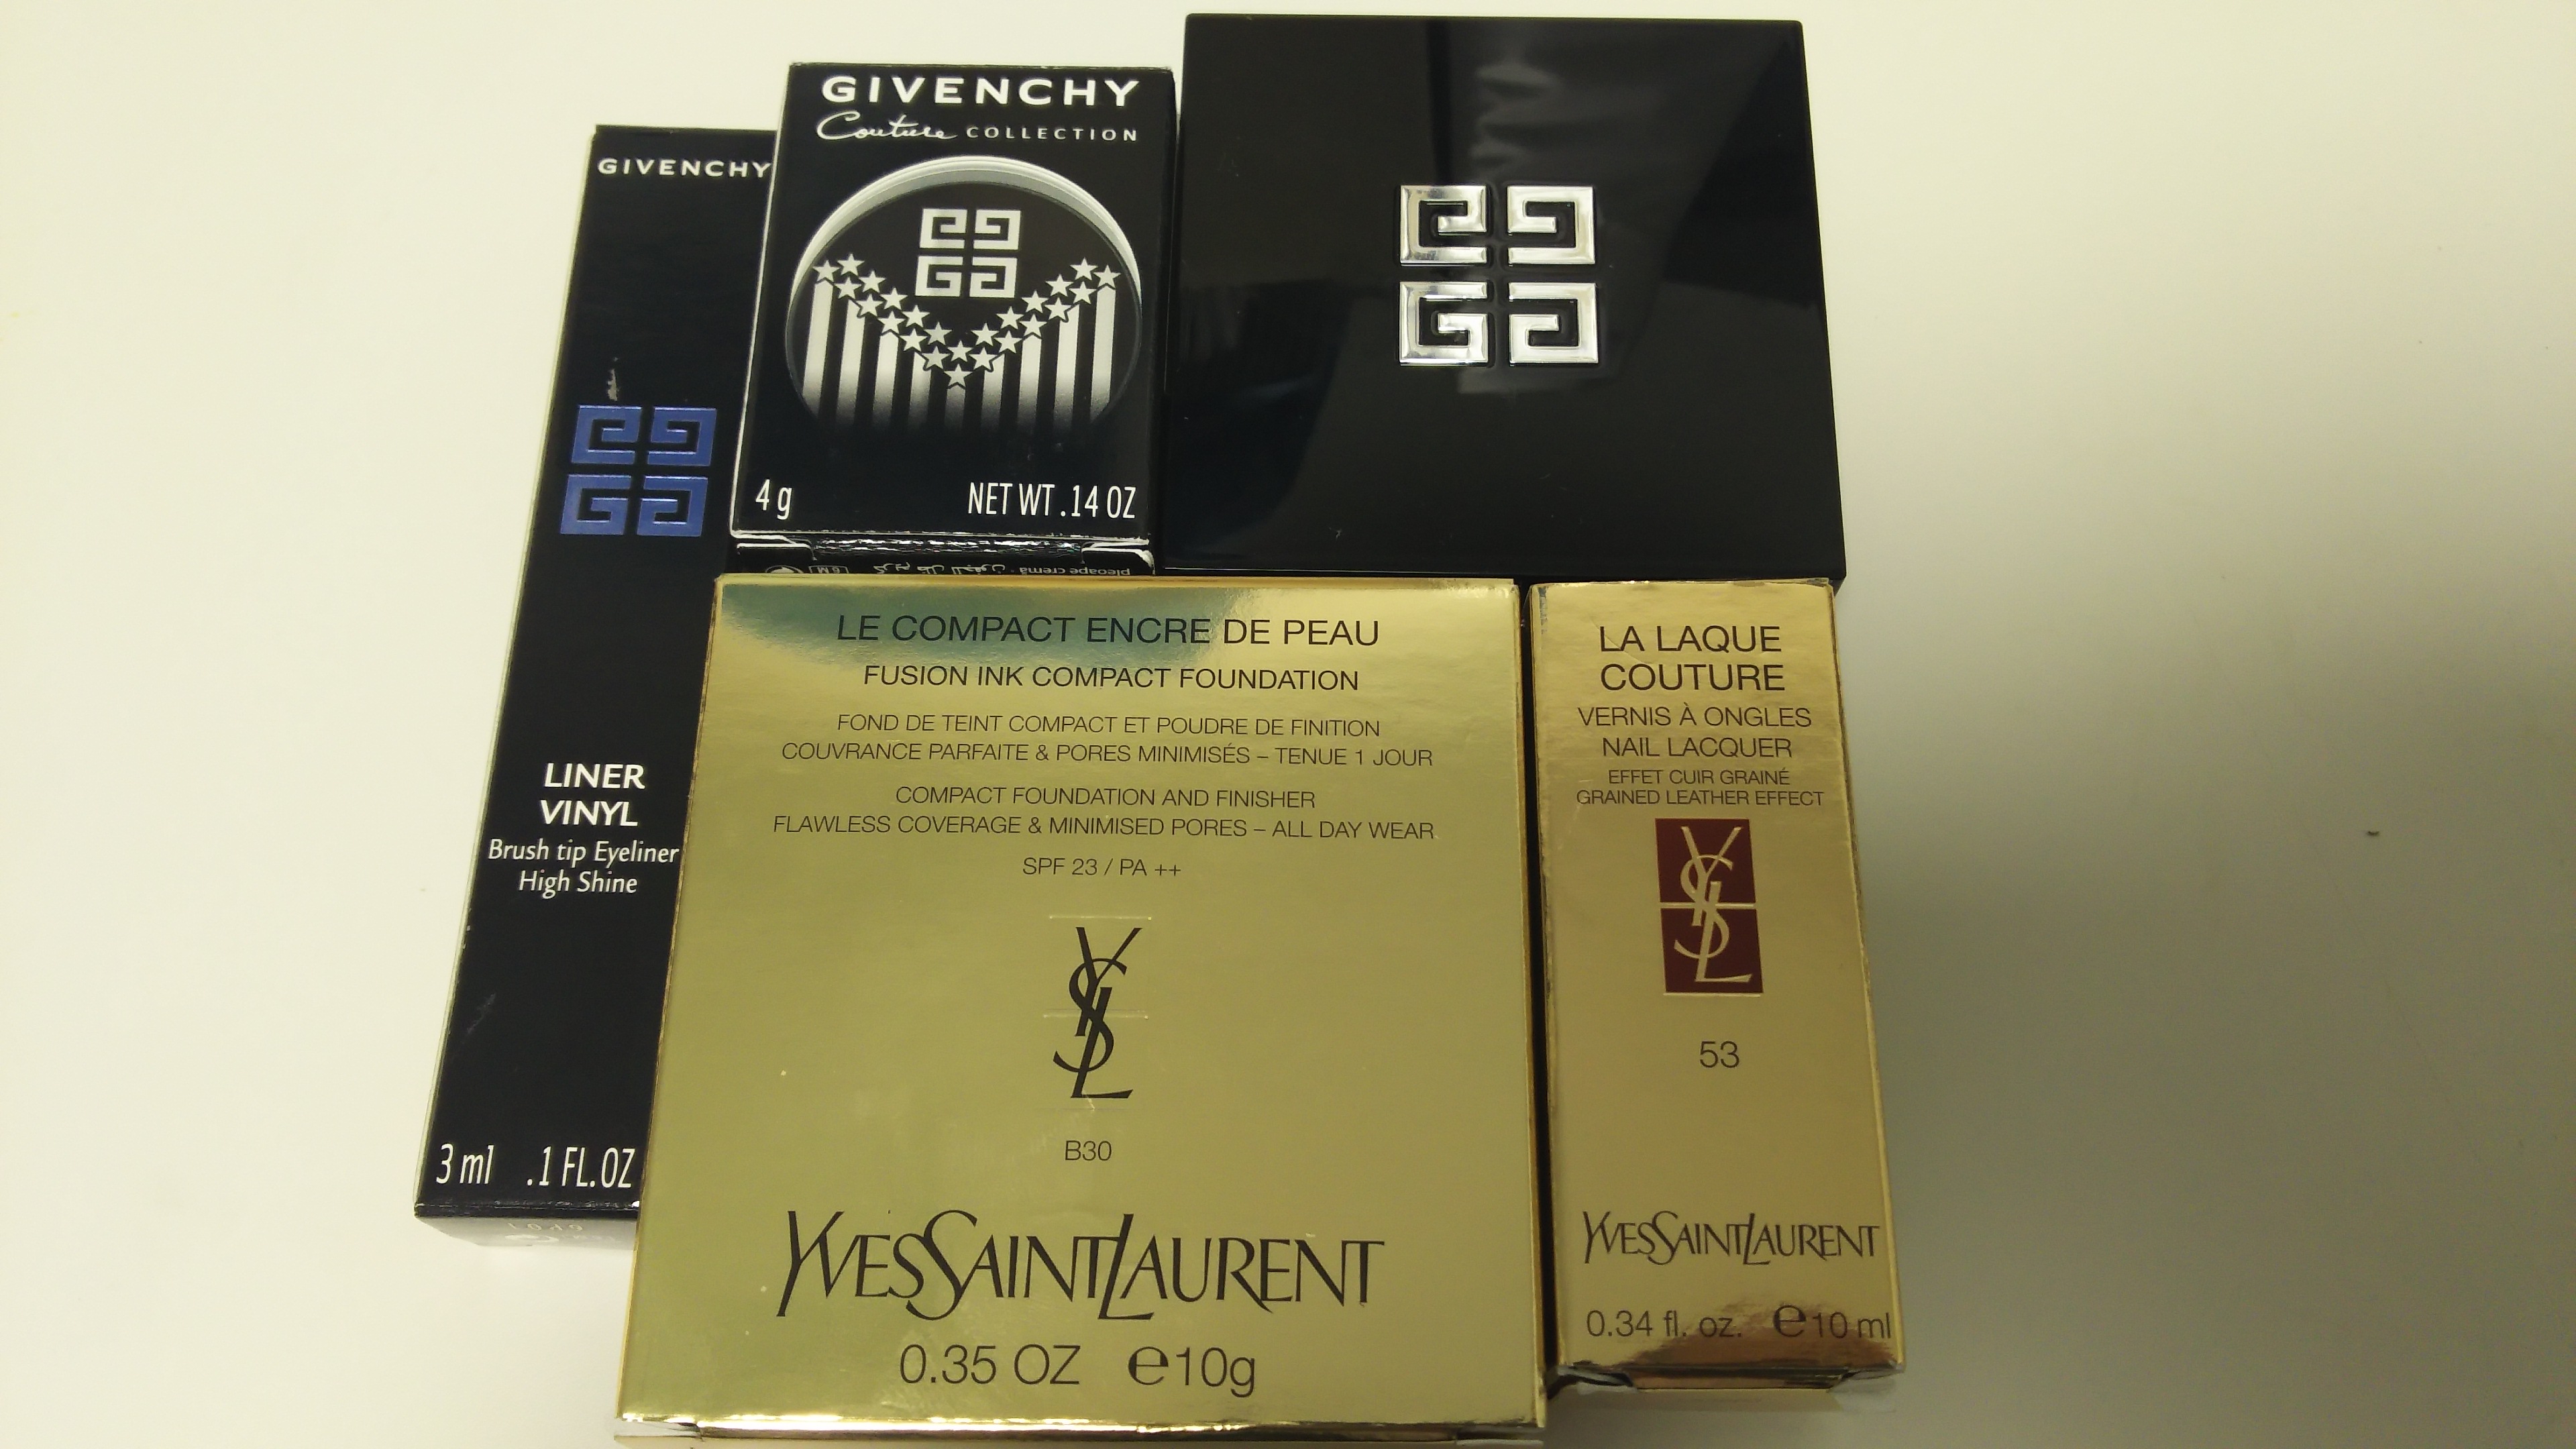 GIVENCHY
LINER
VINYL
Brush tip Eyeliner
High Shine
3 ml .1 FL.OZ
GIVENCHY
Couture COLLECTION
4 g NET WT .14 OZ
LE COMPACT ENCRE DE PEAU
FUSION INK COMPACT FOUNDATION
FOND DE TEINT COMPACT ET POUDRE DE FINITION
COUVRANCE PARFAITE & PORES MINIMISÉS – TENUE 1 JOUR
COMPACT FOUNDATION AND FINISHER
FLAWLESS COVERAGE & MINIMISED PORES – ALL DAY WEAR
SPF 23 / PA ++
YSL
B30
YVESSAINTLAURENT
0.35 OZ e10g
LA LAQUE
COUTURE
VERNIS À ONGLES
NAIL LACQUER
EFFET CUIR GRAINÉ
GRAINED LEATHER EFFECT
YSL
53
YVESSAINTLAURENT
0.34 fl. oz. e10 ml